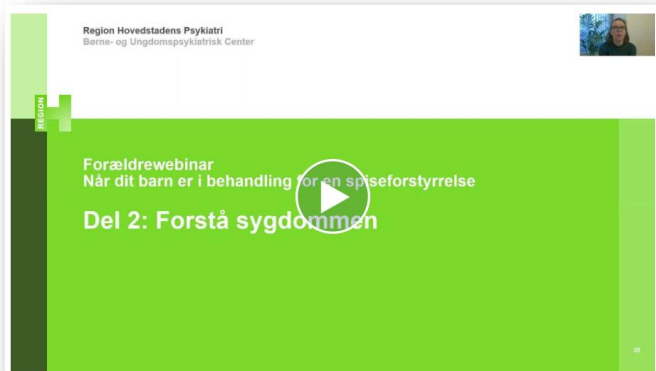 Region Hovedstadens Psykiatri
Børne- og Ungdomspsykiatrisk Center
REGION
Forældrewebinar
Når dit barn er i behandling for en spiseforstyrrelse
Del 2: Forstå sygdommen